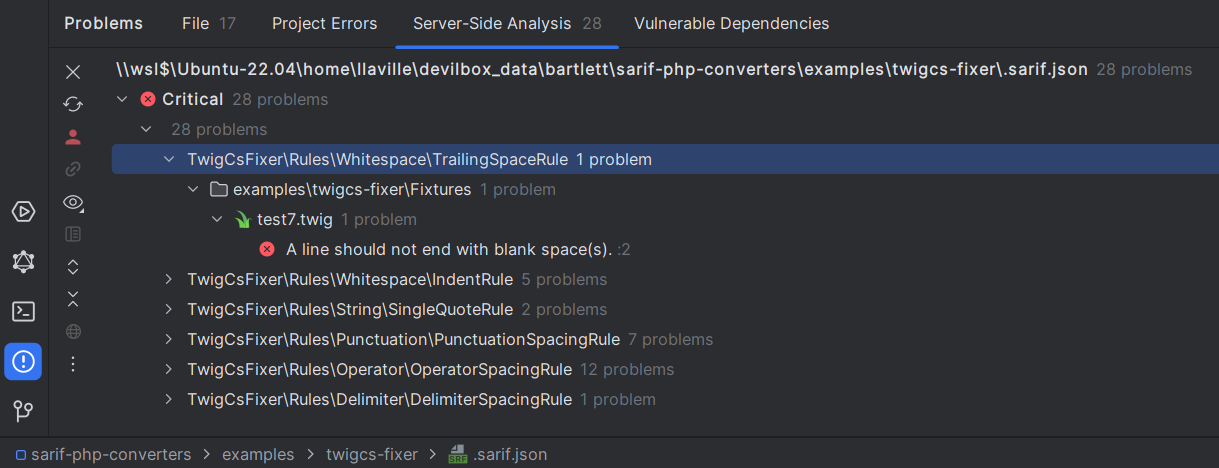 Problems File 17 Project Errors Server-Side Analysis 28 Vulnerable Dependencies
\\wsl$\Ubuntu-22.04\home\llaville\devilbox_data\bartlett\sarif-php-converters\examples\twigcs-fixer\.sarif.json 28 problems
Critical 28 problems
28 problems
TwigCsFixer\Rules\Whitespace\TrailingSpaceRule 1 problem
examples\twigcs-fixer\Fixtures 1 problem
test7.twig 1 problem
A line should not end with blank space(s). :2
TwigCsFixer\Rules\Whitespace\IndentRule 5 problems
TwigCsFixer\Rules\String\SingleQuoteRule 2 problems
TwigCsFixer\Rules\Punctuation\PunctuationSpacingRule 7 problems
TwigCsFixer\Rules\Operator\OperatorSpacingRule 12 problems
TwigCsFixer\Rules\Delimiter\DelimiterSpacingRule 1 problem
sarif-php-converters > examples > twigcs-fixer > SRF .sarif.json